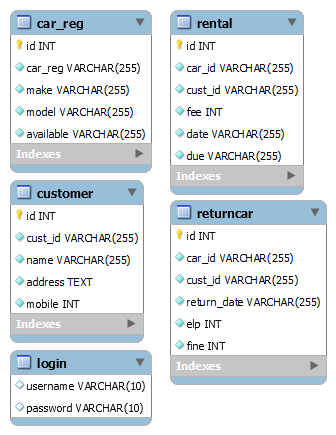 car_reg
id INT
car_reg VARCHAR(255)
make VARCHAR(255)
model VARCHAR(255)
available VARCHAR(255)
Indexes
customer
id INT
cust_id VARCHAR(255)
name VARCHAR(255)
address TEXT
mobile INT
Indexes
login
username VARCHAR(10)
password VARCHAR(10)
rental
id INT
car_id VARCHAR(255)
cust_id VARCHAR(255)
fee INT
date VARCHAR(255)
due VARCHAR(255)
Indexes
returncar
id INT
car_id VARCHAR(255)
cust_id VARCHAR(255)
return_date VARCHAR(255)
elp INT
fine INT
Indexes